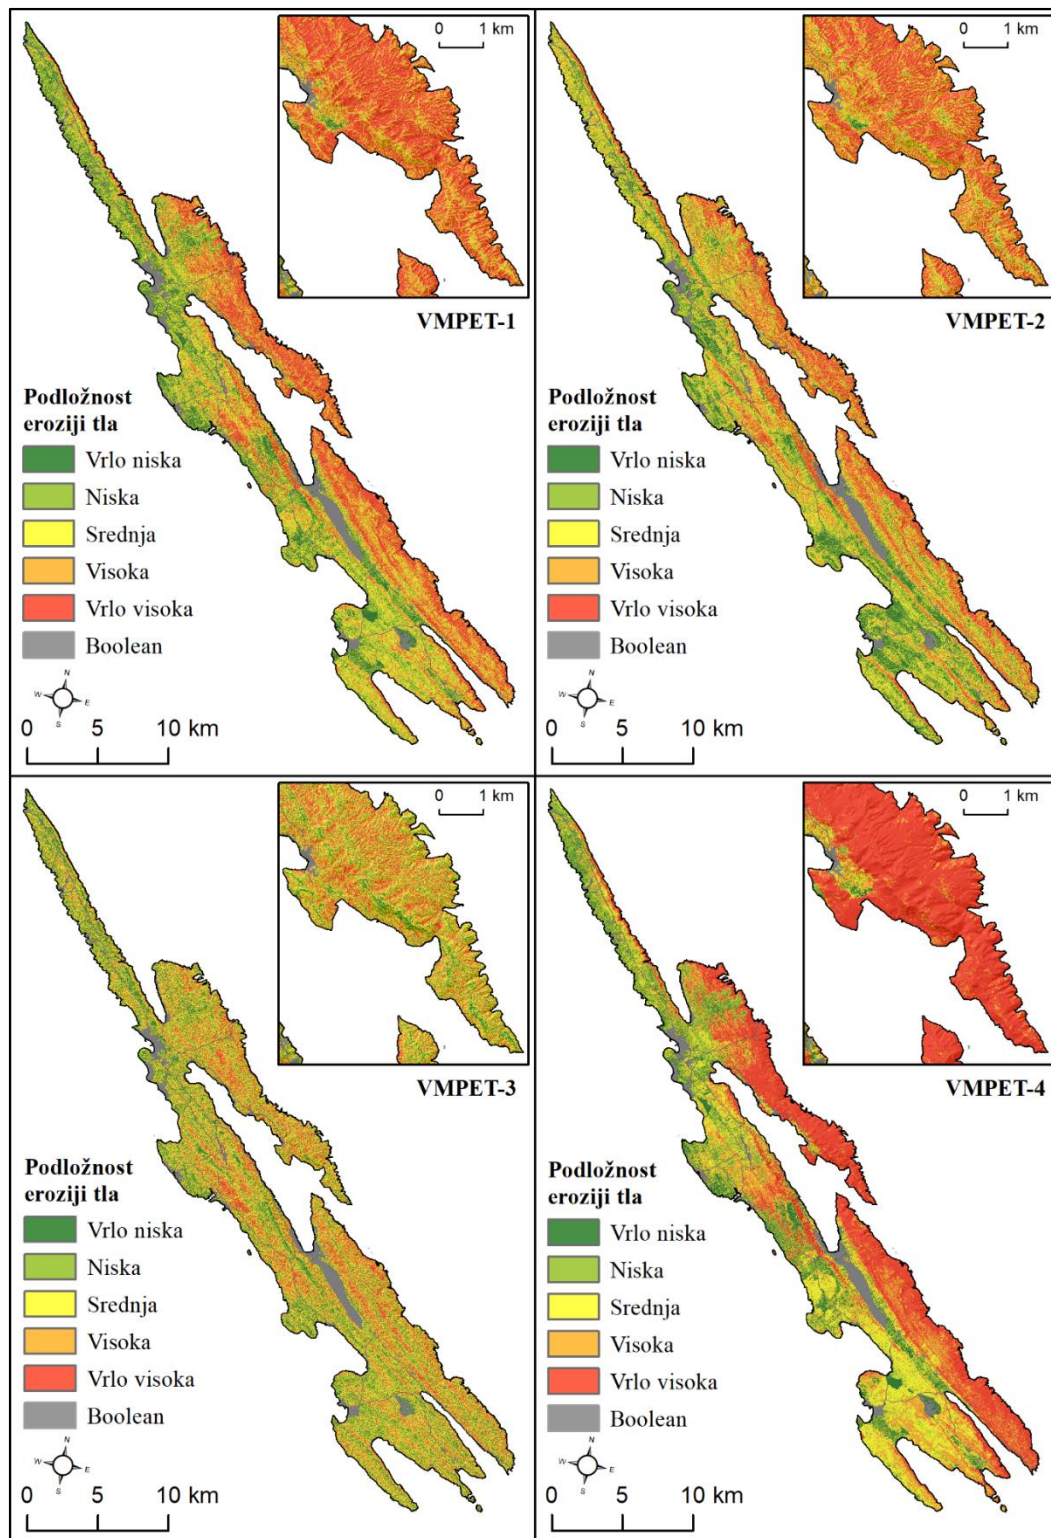 0 1 km
VMPET-1
Podložnost
eroziji tla
Vrlo niska
Niska
Srednja
Visoka
Vrlo visoka
Boolean
N
W E
S
0 5 10 km
0 1 km
VMPET-2
Podložnost
eroziji tla
Vrlo niska
Niska
Srednja
Visoka
Vrlo visoka
Boolean
N
W E
S
0 5 10 km
0 1 km
VMPET-3
Podložnost
eroziji tla
Vrlo niska
Niska
Srednja
Visoka
Vrlo visoka
Boolean
N
W E
S
0 5 10 km
0 1 km
VMPET-4
Podložnost
eroziji tla
Vrlo niska
Niska
Srednja
Visoka
Vrlo visoka
Boolean
N
W E
S
0 5 10 km